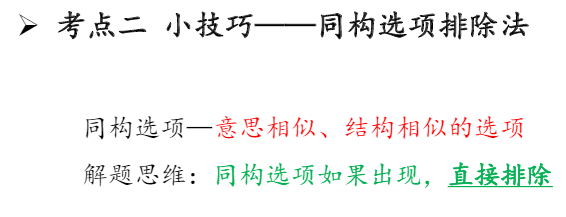 ➢ 考点二 小技巧——同构选项排除法
同构选项—意思相似、结构相似的选项
解题思维：同构选项如果出现，直接排除